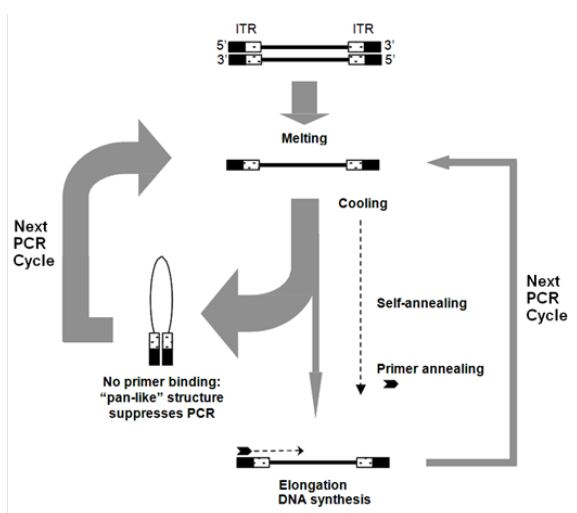 ITR ITR
5’ 3’
3’ 5’
Melting
Cooling
Next
PCR
Cycle
Self-annealing
Next
PCR
Cycle
Primer annealing
No primer binding:
“pan-like” structure
suppresses PCR
Elongation
DNA synthesis